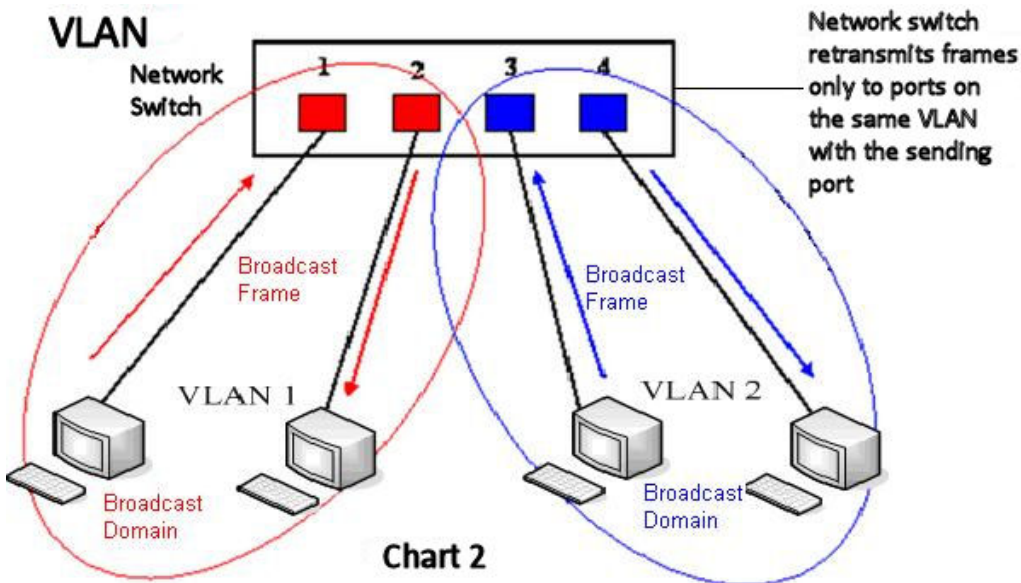 VLAN
Network
Switch
1 2 3 4
Network switch
retransmits frames
only to ports on
the same VLAN
with the sending
port
Broadcast
Frame
Broadcast
Frame
VLAN 1
VLAN 2
Broadcast
Domain
Broadcast
Domain
Chart 2